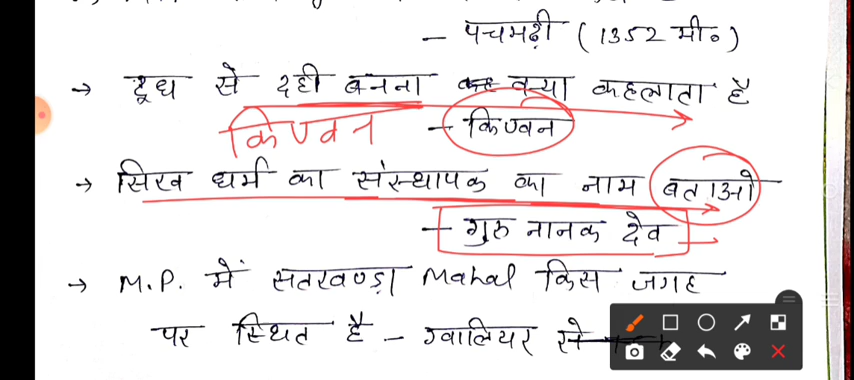 - पचमढ़ी (1352 मी०)
→ दूध से दही बनना क्या कहलाता है
किण्वन - किण्वन
→ सिख धर्म का संस्थापक का नाम बताओ
- गुरु नानक देव
→ M.P. में सतखण्डा Mahal किस जगह
पर स्थित है - ग्वालियर से